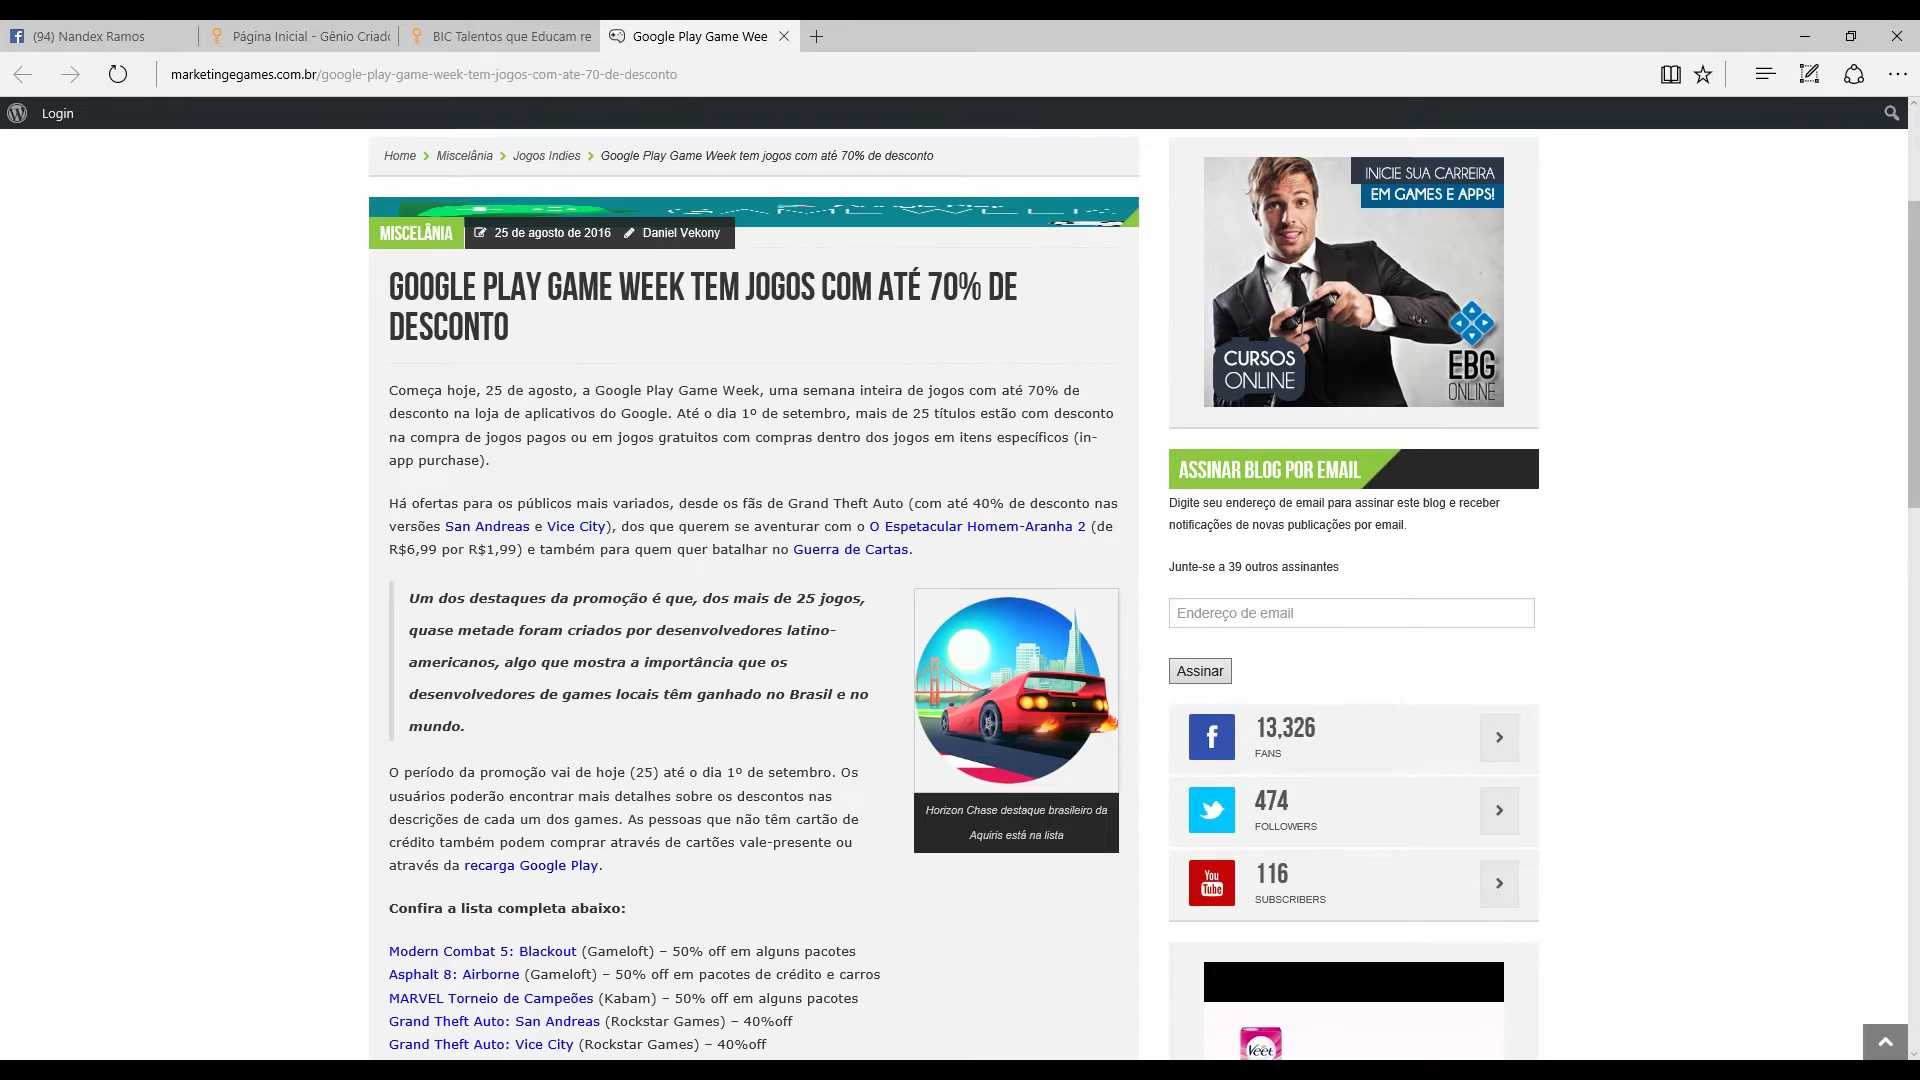 (94) Nandex Ramos
Página Inicial - Gênio Criado
BIC Talentos que Educam re
Google Play Game Wee
marketingegames.com.br/google-play-game-week-tem-jogos-com-ate-70-de-desconto
Login
Home Miscelânia Jogos Indies Google Play Game Week tem jogos com até 70% de desconto
MISCELÂNIA 25 de agosto de 2016 Daniel Vekony
GOOGLE PLAY GAME WEEK TEM JOGOS COM ATÉ 70% DE
DESCONTO
Começa hoje, 25 de agosto, a Google Play Game Week, uma semana inteira de jogos com até 70% de
desconto na loja de aplicativos do Google. Até o dia 1º de setembro, mais de 25 títulos estão com desconto
na compra de jogos pagos ou em jogos gratuitos com compras dentro dos jogos em itens específicos (in-
app purchase).
Há ofertas para os públicos mais variados, desde os fãs de Grand Theft Auto (com até 40% de desconto nas
versões San Andreas e Vice City), dos que querem se aventurar com o O Espetacular Homem-Aranha 2 (de
R$6,99 por R$1,99) e também para quem quer batalhar no Guerra de Cartas.
Um dos destaques da promoção é que, dos mais de 25 jogos,
quase metade foram criados por desenvolvedores latino-
americanos, algo que mostra a importância que os
desenvolvedores de games locais têm ganhado no Brasil e no
mundo.
Horizon Chase destaque brasileiro da
Aquiris está na lista
O período da promoção vai de hoje (25) até o dia 1º de setembro. Os
usuários poderão encontrar mais detalhes sobre os descontos nas
descrições de cada um dos games. As pessoas que não têm cartão de
crédito também podem comprar através de cartões vale-presente ou
através da recarga Google Play.
Confira a lista completa abaixo:
Modern Combat 5: Blackout (Gameloft) – 50% off em alguns pacotes
Asphalt 8: Airborne (Gameloft) – 50% off em pacotes de crédito e carros
MARVEL Torneio de Campeões (Kabam) – 50% off em alguns pacotes
Grand Theft Auto: San Andreas (Rockstar Games) – 40%off
Grand Theft Auto: Vice City (Rockstar Games) – 40%off
INICIE SUA CARREIRA
EM GAMES E APPS!
CURSOS
ONLINE
EBG
ONLINE
ASSINAR BLOG POR EMAIL
Digite seu endereço de email para assinar este blog e receber
notificações de novas publicações por email.
Junte-se a 39 outros assinantes
Endereço de email
Assinar
13,326
FANS
474
FOLLOWERS
You
Tube
116
SUBSCRIBERS
Veet